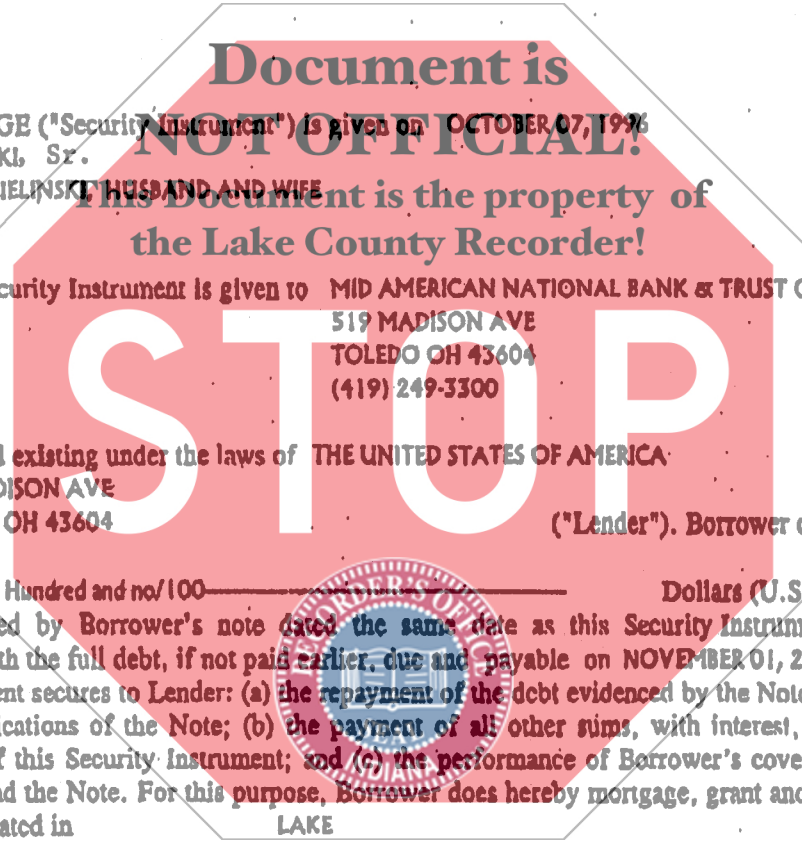 Document is
GE ("Security Instrument") is given on OCTOBER 07, 1996
NOT OFFICIAL!
KI, Sr.
IELINSKI, HUSBAND AND WIFE
This Document is the property of
the Lake County Recorder!
curity Instrument is given to MID AMERICAN NATIONAL BANK & TRUST C
519 MADISON AVE
TOLEDO OH 43604
(419) 249-3300
STOP
existing under the laws of THE UNITED STATES OF AMERICA
DISON AVE
OH 43604 ("Lender"). Borrower
Hundred and no/100 Dollars (U.S
ed by Borrower's note dated the same date as this Security Instrum
th the full debt, if not paid earlier, due and payable on NOVEMBER 01, 2
ent secures to Lender: (a) the repayment of the debt evidenced by the Note
ications of the Note; (b) the payment of all other sums, with interest,
f this Security Instrument; and (c) the performance of Borrower's cove
nd the Note. For this purpose, Borrower does hereby mortgage, grant and
ated in LAKE
RECORDER'S OFFICE
INDIANA